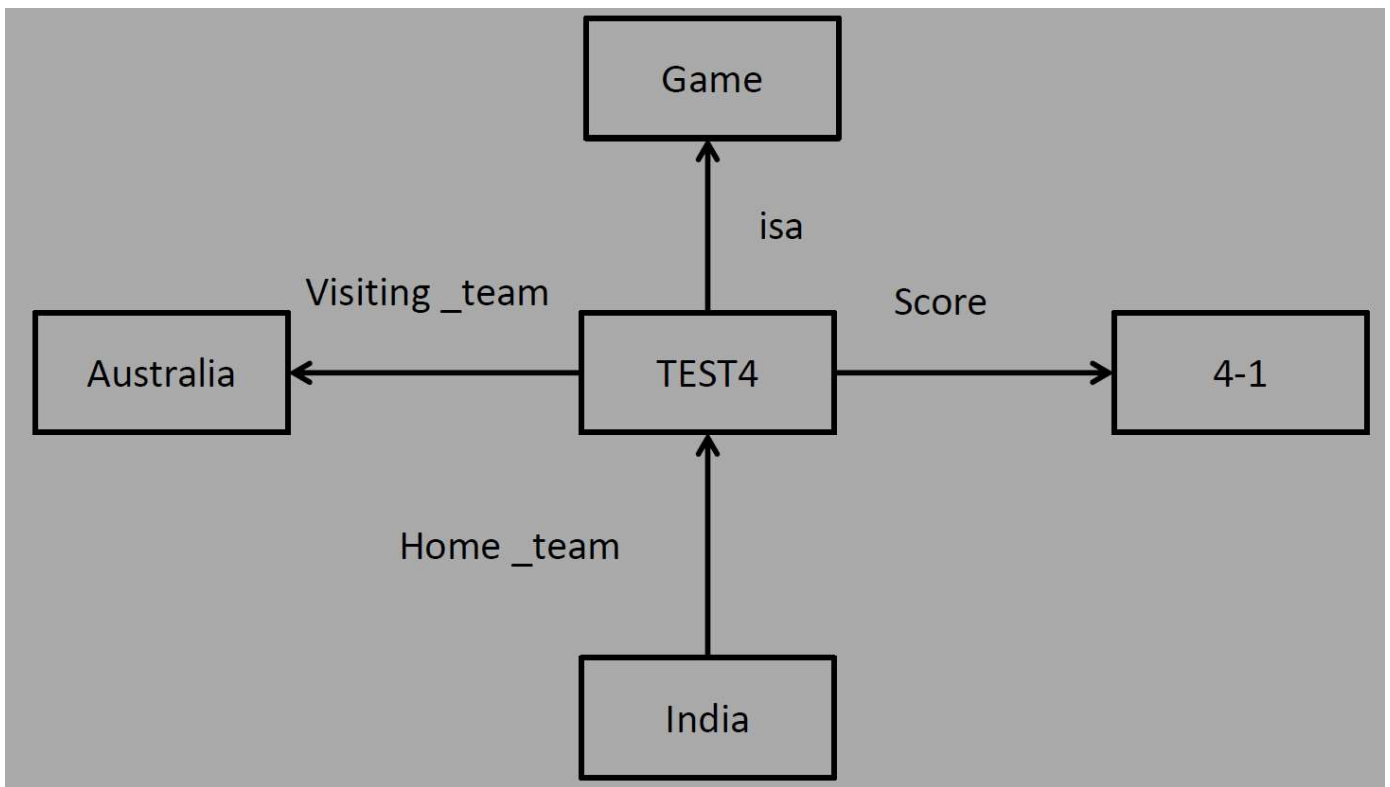 Game
isa
Visiting _team
Score
Australia
TEST4
4-1
Home _team
India